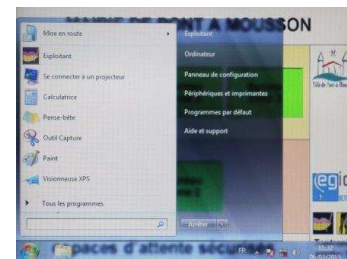 MAIRIE DE PONT A MOUSSON
Mise en route
Exploitant
Se connecter à un projecteur
Calculatrice
Pense-bête
Outil Capture
Paint
Visionneuse XPS
Tous les programmes
Exploitant
Ordinateur
Panneau de configuration
Périphériques et imprimantes
Programmes par défaut
Aide et support
Arrêter
paces d'attente sécurisé
FR